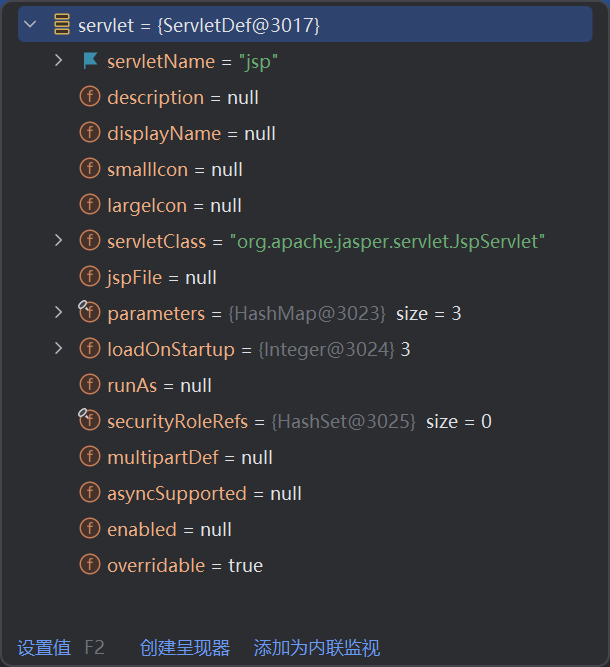 servlet = {ServletDef@3017}
servletName = "jsp"
description = null
displayName = null
smallIcon = null
largeIcon = null
servletClass = "org.apache.jasper.servlet.JspServlet"
jspFile = null
parameters = {HashMap@3023} size = 3
loadOnStartup = {Integer@3024} 3
runAs = null
securityRoleRefs = {HashSet@3025} size = 0
multipartDef = null
asyncSupported = null
enabled = null
overridable = true
设置值 F2 创建呈现器 添加为内联监视